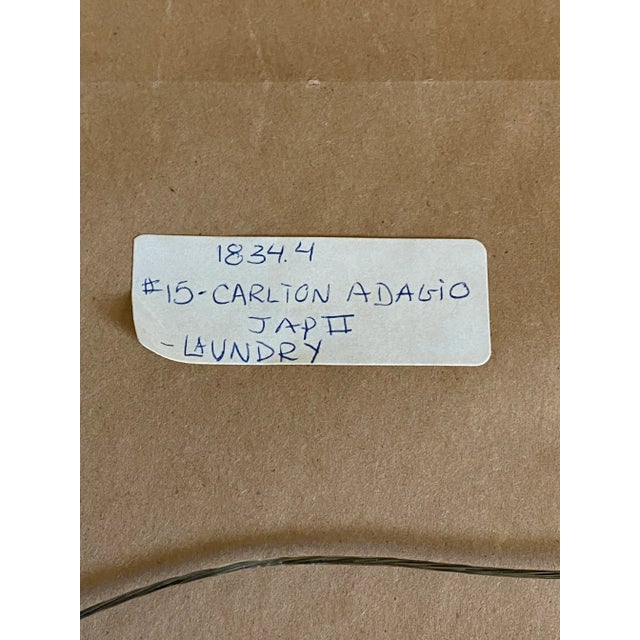 1834.4
#15-CARLTON ADAGIO
JAP II
- LAUNDRY